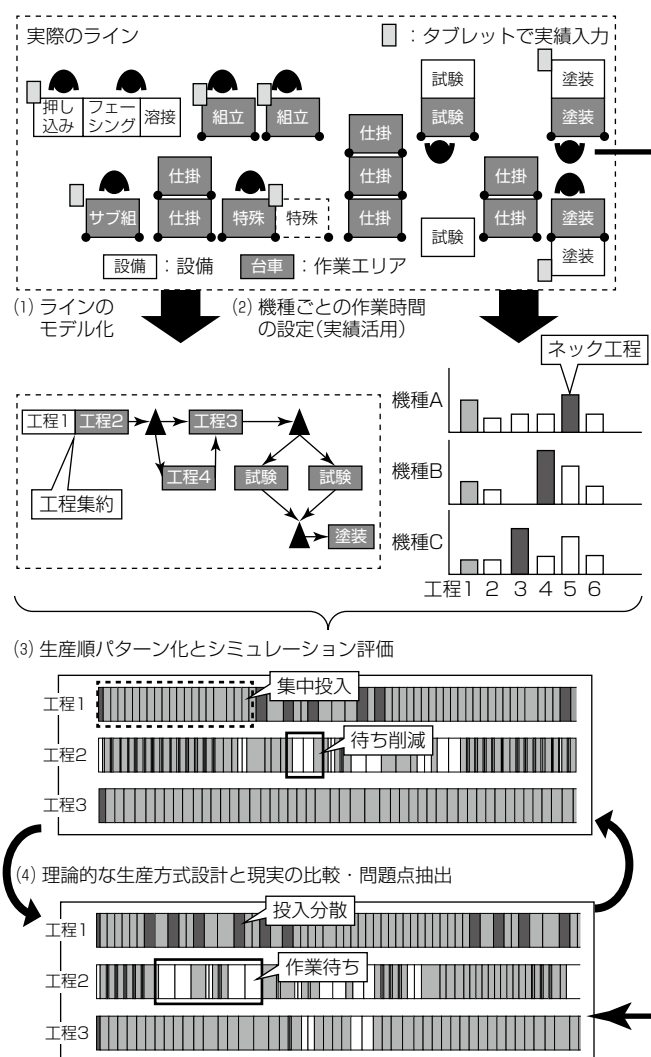 実際のライン
：タブレットで実績入力
押し
込み
フェー
シング
溶接
組立
組立
仕掛
試験
試験
塗装
塗装
サブ組
仕掛
仕掛
特殊
特殊
仕掛
仕掛
試験
仕掛
仕掛
塗装
塗装
設備：設備
台車：作業エリア
(1) ラインの
モデル化
(2) 機種ごとの作業時間
の設定(実績活用)
ネック工程
工程1
工程2
工程3
工程4
試験
試験
塗装
工程集約
機種A
機種B
機種C
工程1 2 3 4 5 6
(3) 生産順パターン化とシミュレーション評価
集中投入
工程1
待ち削減
工程2
工程3
(4) 理論的な生産方式設計と現実の比較・問題点抽出
投入分散
工程1
作業待ち
工程2
工程3